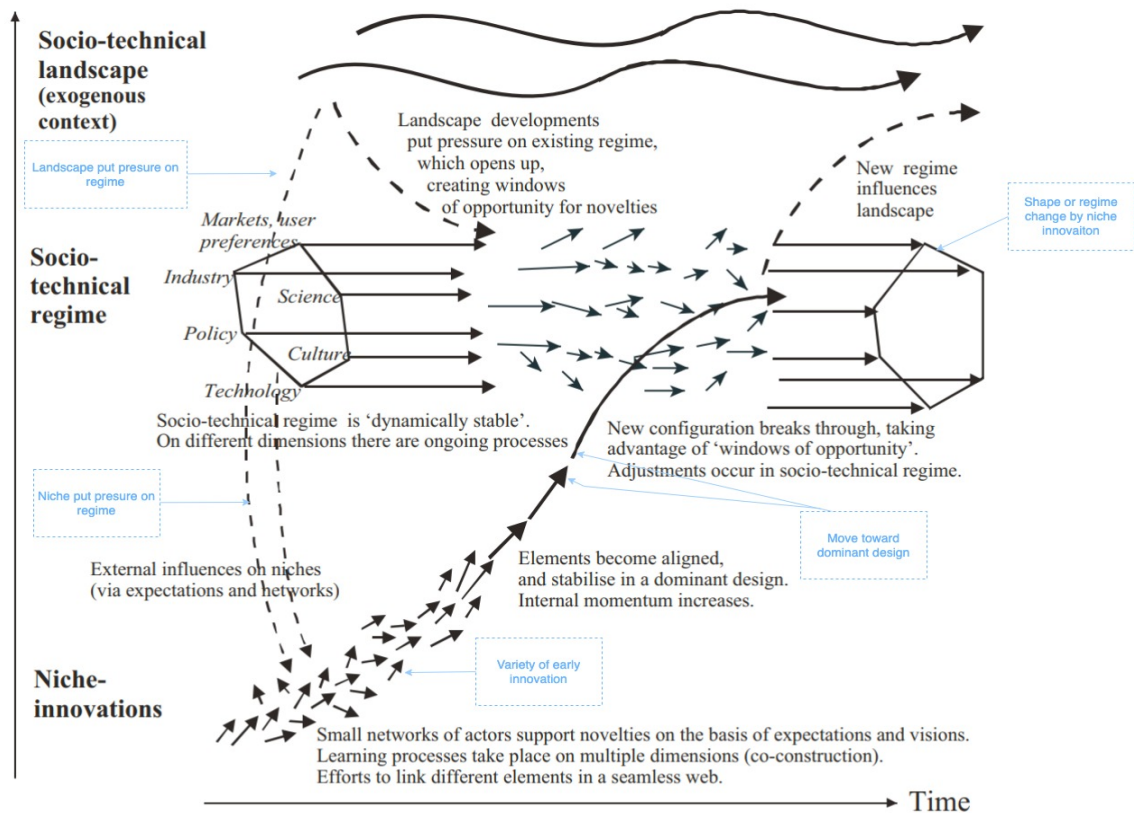 Socio-technical
landscape
(exogenous
context)
Landscape developments
put pressure on existing regime,
which opens up,
creating windows
of opportunity for novelties
Landscape put presure on
regime
New regime
influences
landscape
Shape or regime
change by niche
innovaiton
Markets, user
preferences
Socio-
technical
regime
Industry
Science
Policy
Culture
Technology
Socio-technical regime is ‘dynamically stable’.
On different dimensions there are ongoing processes
New configuration breaks through, taking
advantage of ‘windows of opportunity’.
Adjustments occur in socio-technical regime.
Niche put presure on
regime
Move toward
dominant design
External influences on niches
(via expectations and networks)
Elements become aligned,
and stabilise in a dominant design.
Internal momentum increases.
Variety of early
innovation
Niche-
innovations
Small networks of actors support novelties on the basis of expectations and visions.
Learning processes take place on multiple dimensions (co-construction).
Efforts to link different elements in a seamless web.
Time